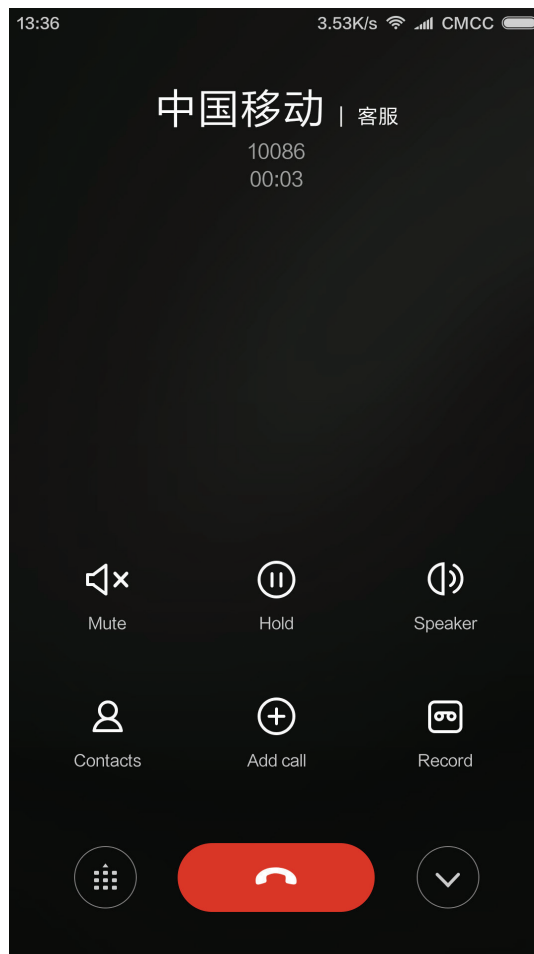 13:36 3.53K/s CMCC
中国移动 | 客服
10086
00:03
Mute Hold Speaker
Contacts Add call Record